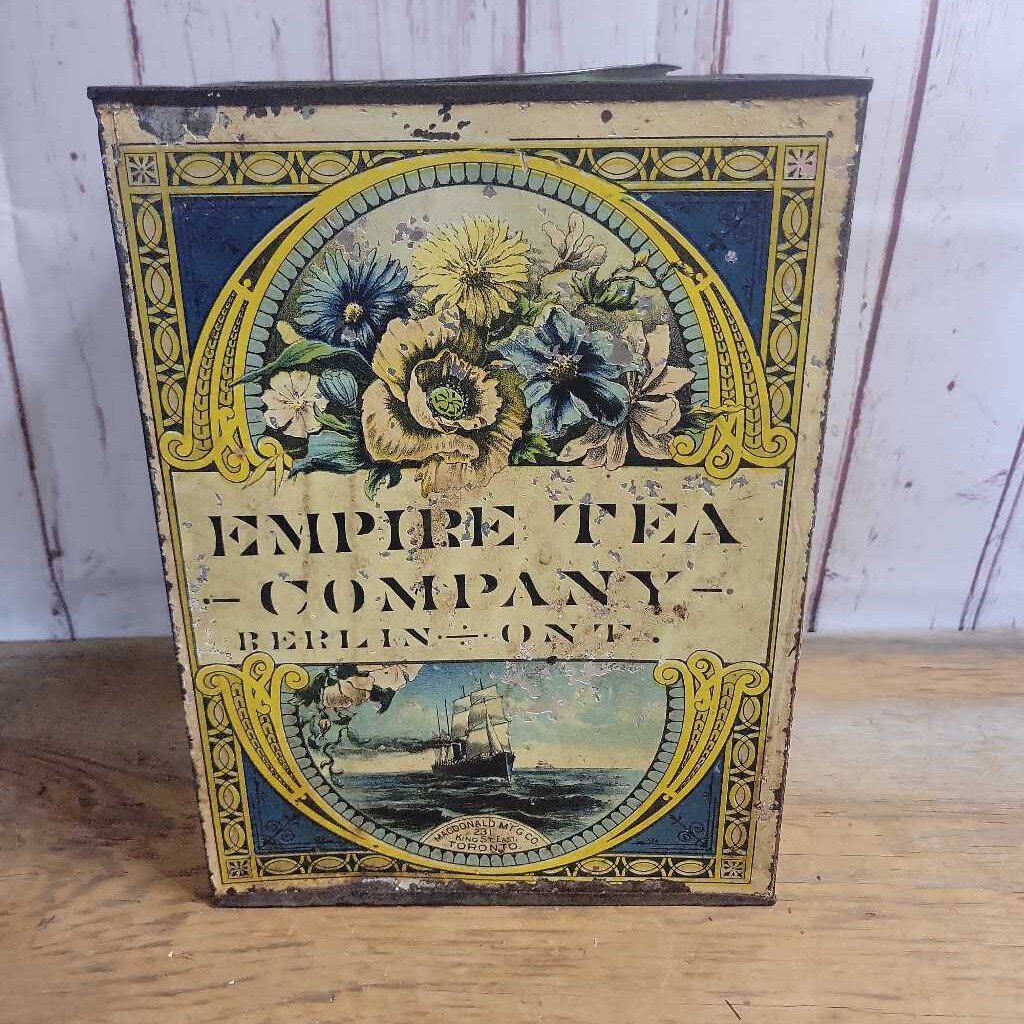 EMPIRE TEA
- COMPANY -
BERLIN ÷ ONT.
MACDONALD MFG CO
231
KING ST. EAST.
TORONTO